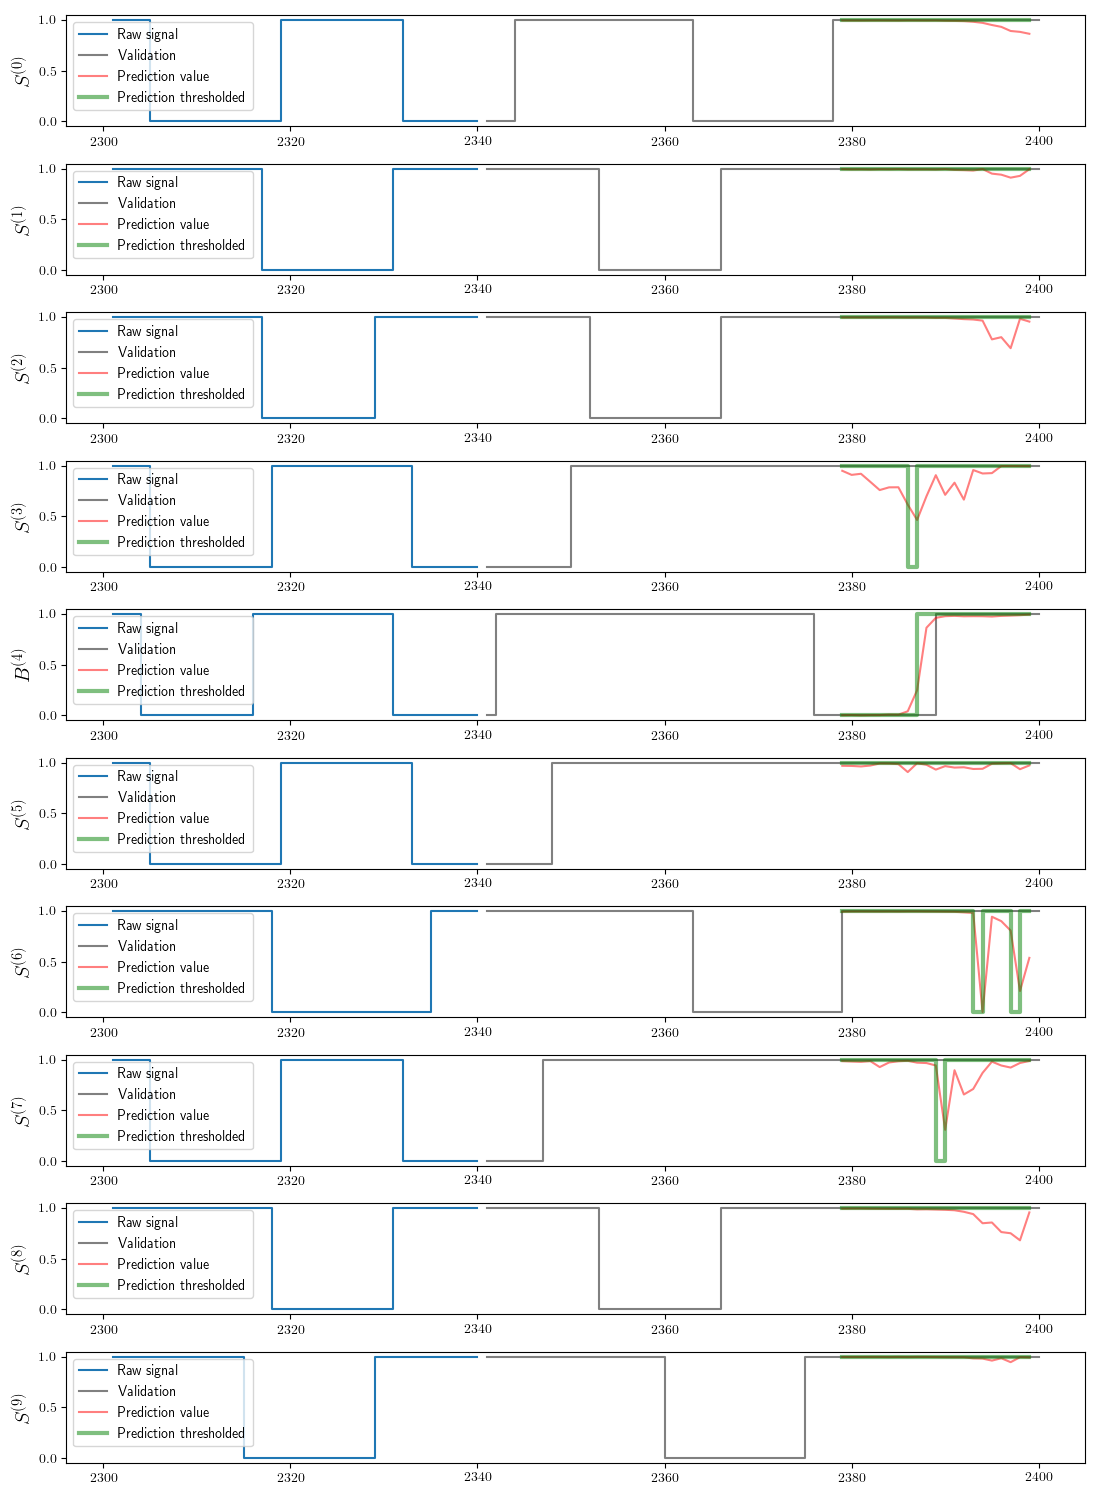 1.0
0.5
0.0
S^(0)
Raw signal
Validation
Prediction value
Prediction thresholded
2300 2320 2340 2360 2380 2400
1.0
0.5
0.0
S^(1)
Raw signal
Validation
Prediction value
Prediction thresholded
2300 2320 2340 2360 2380 2400
1.0
0.5
0.0
S^(2)
Raw signal
Validation
Prediction value
Prediction thresholded
2300 2320 2340 2360 2380 2400
1.0
0.5
0.0
S^(3)
Raw signal
Validation
Prediction value
Prediction thresholded
2300 2320 2340 2360 2380 2400
1.0
0.5
0.0
B^(4)
Raw signal
Validation
Prediction value
Prediction thresholded
2300 2320 2340 2360 2380 2400
1.0
0.5
0.0
S^(5)
Raw signal
Validation
Prediction value
Prediction thresholded
2300 2320 2340 2360 2380 2400
1.0
0.5
0.0
S^(6)
Raw signal
Validation
Prediction value
Prediction thresholded
2300 2320 2340 2360 2380 2400
1.0
0.5
0.0
S^(7)
Raw signal
Validation
Prediction value
Prediction thresholded
2300 2320 2340 2360 2380 2400
1.0
0.5
0.0
S^(8)
Raw signal
Validation
Prediction value
Prediction thresholded
2300 2320 2340 2360 2380 2400
1.0
0.5
0.0
S^(9)
Raw signal
Validation
Prediction value
Prediction thresholded
2300 2320 2340 2360 2380 2400